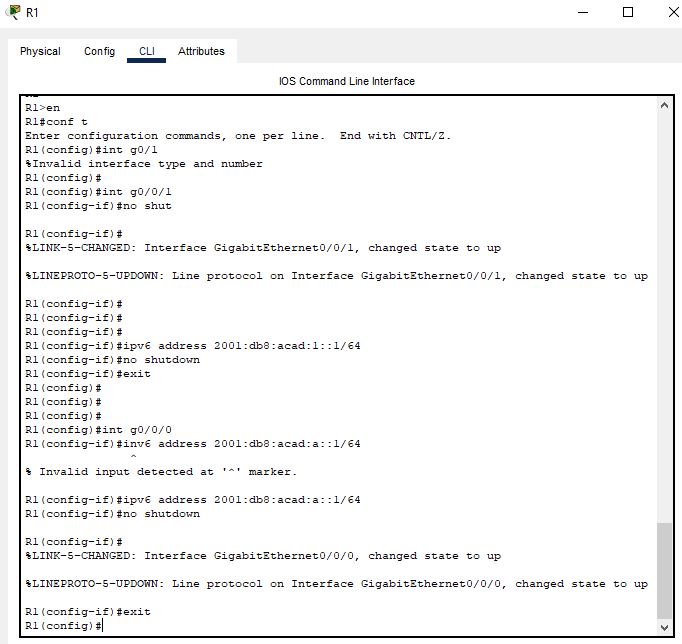 R1
Physical Config CLI Attributes
IOS Command Line Interface
R1>en
R1#conf t
Enter configuration commands, one per line.  End with CNTL/Z.
R1(config)#int g0/1
%Invalid interface type and number
R1(config)#
R1(config)#int g0/0/1
R1(config-if)#no shut
R1(config-if)#
%LINK-5-CHANGED: Interface GigabitEthernet0/0/1, changed state to up
%LINEPROTO-5-UPDOWN: Line protocol on Interface GigabitEthernet0/0/1, changed state to up
R1(config-if)#
R1(config-if)#
R1(config-if)#
R1(config-if)#ipv6 address 2001:db8:acad:1::1/64
R1(config-if)#no shutdown
R1(config-if)#exit
R1(config)#
R1(config)#
R1(config)#
R1(config)#int g0/0/0
R1(config-if)#inv6 address 2001:db8:acad:a::1/64
^
% Invalid input detected at '^' marker.
R1(config-if)#ipv6 address 2001:db8:acad:a::1/64
R1(config-if)#no shutdown
R1(config-if)#
%LINK-5-CHANGED: Interface GigabitEthernet0/0/0, changed state to up
%LINEPROTO-5-UPDOWN: Line protocol on Interface GigabitEthernet0/0/0, changed state to up
R1(config-if)#exit
R1(config)#